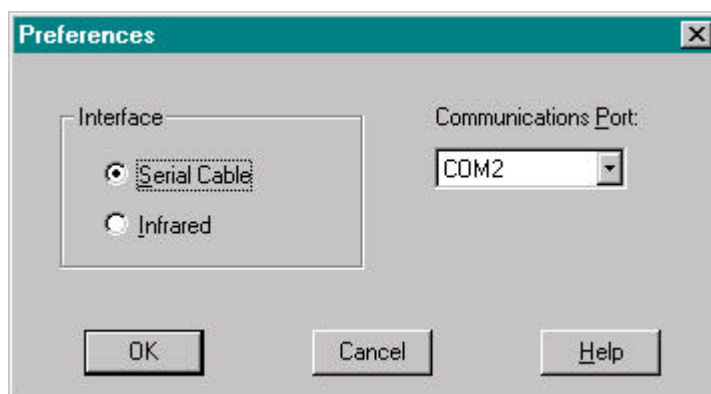 Preferences
Interface
Communications Port:
Serial Cable
COM2
Infrared
OK
Cancel
Help